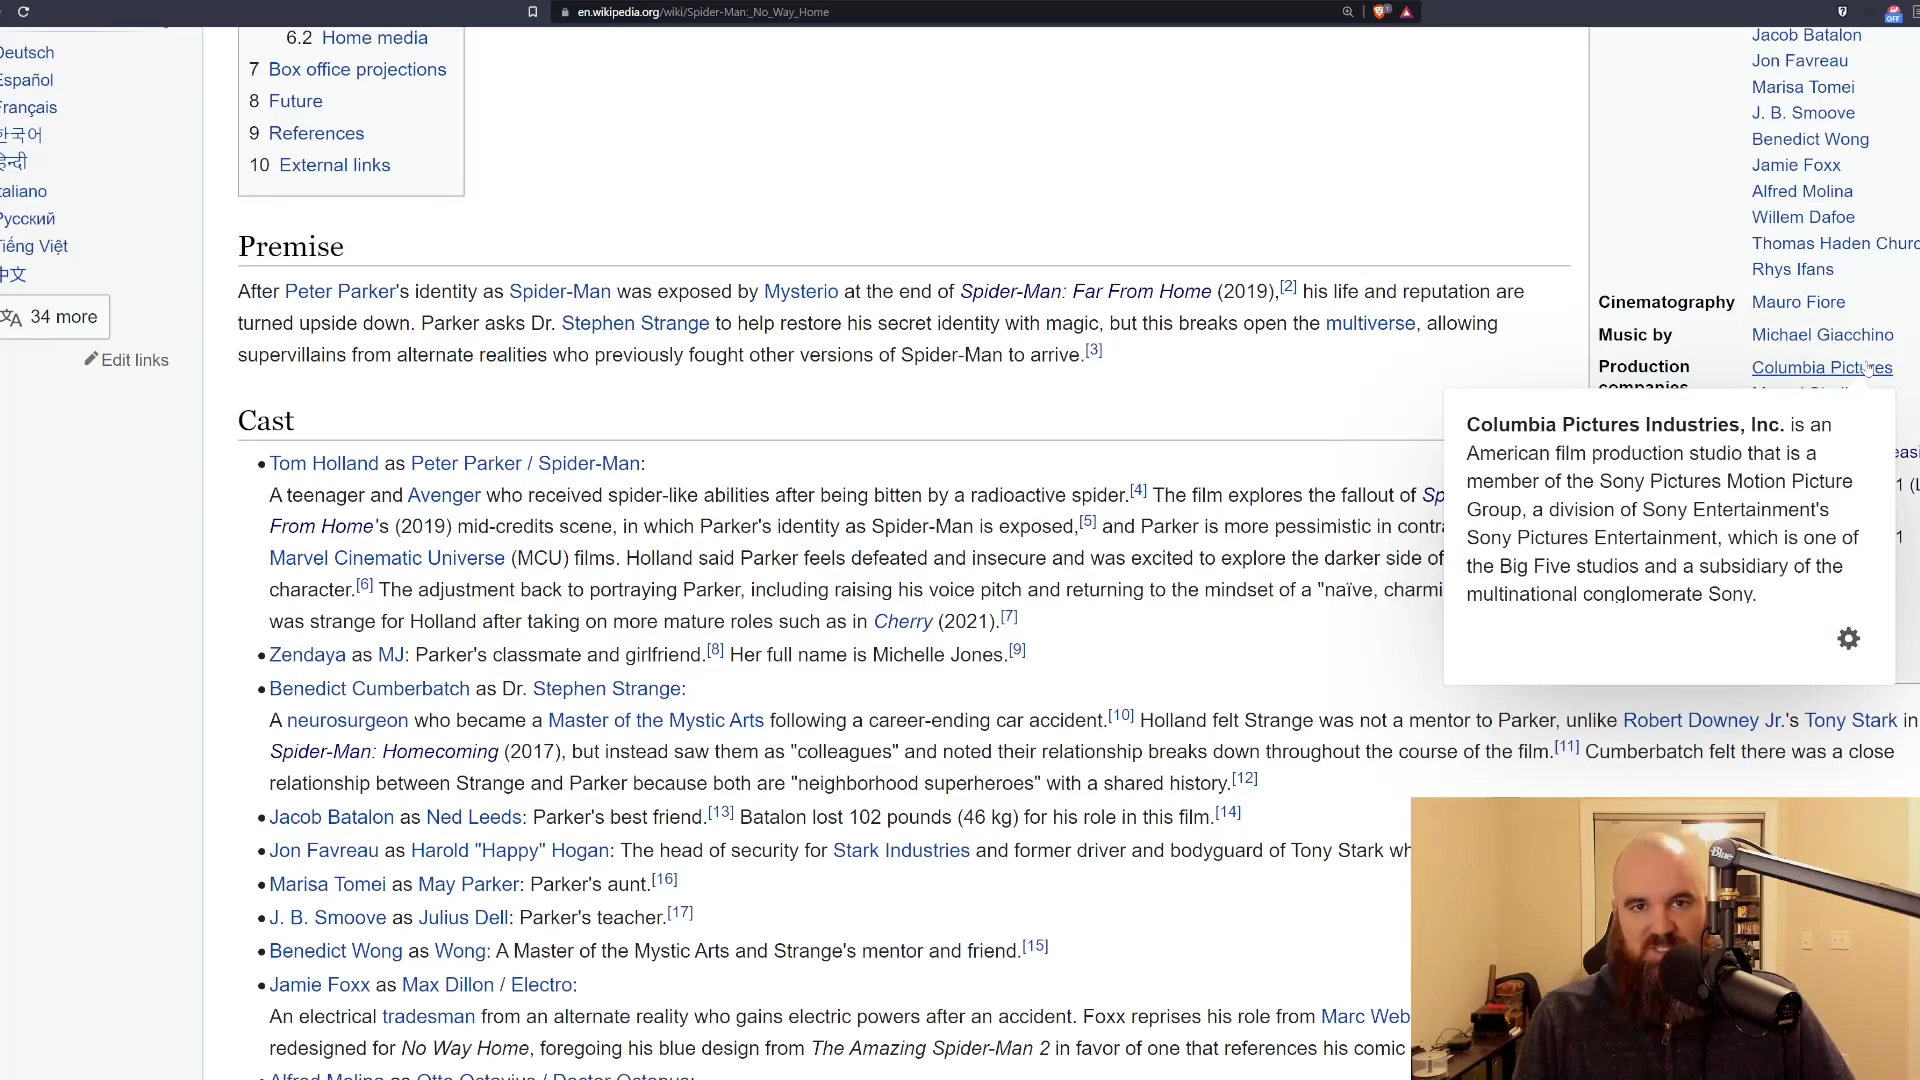 en.wikipedia.org/wiki/Spider-Man:_No_Way_Home
OFF
Deutsch
Español
Français
한국어
हिन्दी
Italiano
Русский
Tiếng Việt
中文
34 more
Edit links
6.2 Home media
7 Box office projections
8 Future
9 References
10 External links
Premise
After Peter Parker's identity as Spider-Man was exposed by Mysterio at the end of Spider-Man: Far From Home (2019),[2] his life and reputation are
turned upside down. Parker asks Dr. Stephen Strange to help restore his secret identity with magic, but this breaks open the multiverse, allowing
supervillains from alternate realities who previously fought other versions of Spider-Man to arrive.[3]
Cast
• Tom Holland as Peter Parker / Spider-Man:
A teenager and Avenger who received spider-like abilities after being bitten by a radioactive spider.[4] The film explores the fallout of Sp
From Home's (2019) mid-credits scene, in which Parker's identity as Spider-Man is exposed,[5] and Parker is more pessimistic in contr
Marvel Cinematic Universe (MCU) films. Holland said Parker feels defeated and insecure and was excited to explore the darker side of
character.[6] The adjustment back to portraying Parker, including raising his voice pitch and returning to the mindset of a "naïve, charmi
was strange for Holland after taking on more mature roles such as in Cherry (2021).[7]
• Zendaya as MJ: Parker's classmate and girlfriend.[8] Her full name is Michelle Jones.[9]
• Benedict Cumberbatch as Dr. Stephen Strange:
A neurosurgeon who became a Master of the Mystic Arts following a career-ending car accident.[10] Holland felt Strange was not a mentor to Parker, unlike Robert Downey Jr.'s Tony Stark in
Spider-Man: Homecoming (2017), but instead saw them as "colleagues" and noted their relationship breaks down throughout the course of the film.[11] Cumberbatch felt there was a close
relationship between Strange and Parker because both are "neighborhood superheroes" with a shared history.[12]
• Jacob Batalon as Ned Leeds: Parker's best friend.[13] Batalon lost 102 pounds (46 kg) for his role in this film.[14]
• Jon Favreau as Harold "Happy" Hogan: The head of security for Stark Industries and former driver and bodyguard of Tony Stark wh
• Marisa Tomei as May Parker: Parker's aunt.[16]
• J. B. Smoove as Julius Dell: Parker's teacher.[17]
• Benedict Wong as Wong: A Master of the Mystic Arts and Strange's mentor and friend.[15]
• Jamie Foxx as Max Dillon / Electro:
An electrical tradesman from an alternate reality who gains electric powers after an accident. Foxx reprises his role from Marc Web
redesigned for No Way Home, foregoing his blue design from The Amazing Spider-Man 2 in favor of one that references his comic
• Alfred Molina as Otto Octavius / Doctor Octopus:
Jacob Batalon
Jon Favreau
Marisa Tomei
J. B. Smoove
Benedict Wong
Jamie Foxx
Alfred Molina
Willem Dafoe
Thomas Haden Churc
Rhys Ifans
Cinematography Mauro Fiore
Music by Michael Giacchino
Production Columbia Pictures
companies
Columbia Pictures Industries, Inc. is an
American film production studio that is a
member of the Sony Pictures Motion Picture
Group, a division of Sony Entertainment's
Sony Pictures Entertainment, which is one of
the Big Five studios and a subsidiary of the
multinational conglomerate Sony.
Blue